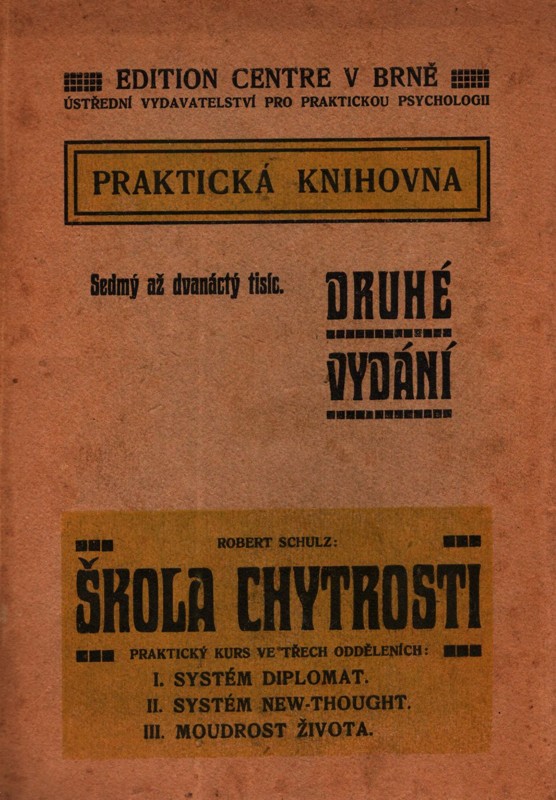 EDITION CENTRE V BRNĚ
ÚSTŘEDNÍ VYDAVATELSTVÍ PRO PRAKTICKOU PSYCHOLOGII
PRAKTICKÁ KNIHOVNA
Sedmý až dvanáctý tisíc.
DRUHÉ
VYDÁNÍ
ROBERT SCHULZ:
ŠKOLA CHYTROSTI
PRAKTICKÝ KURS VE TŘECH ODDĚLENÍCH:
I. SYSTÉM DIPLOMAT.
II. SYSTÉM NEW-THOUGHT.
III. MOUDROST ŽIVOTA.